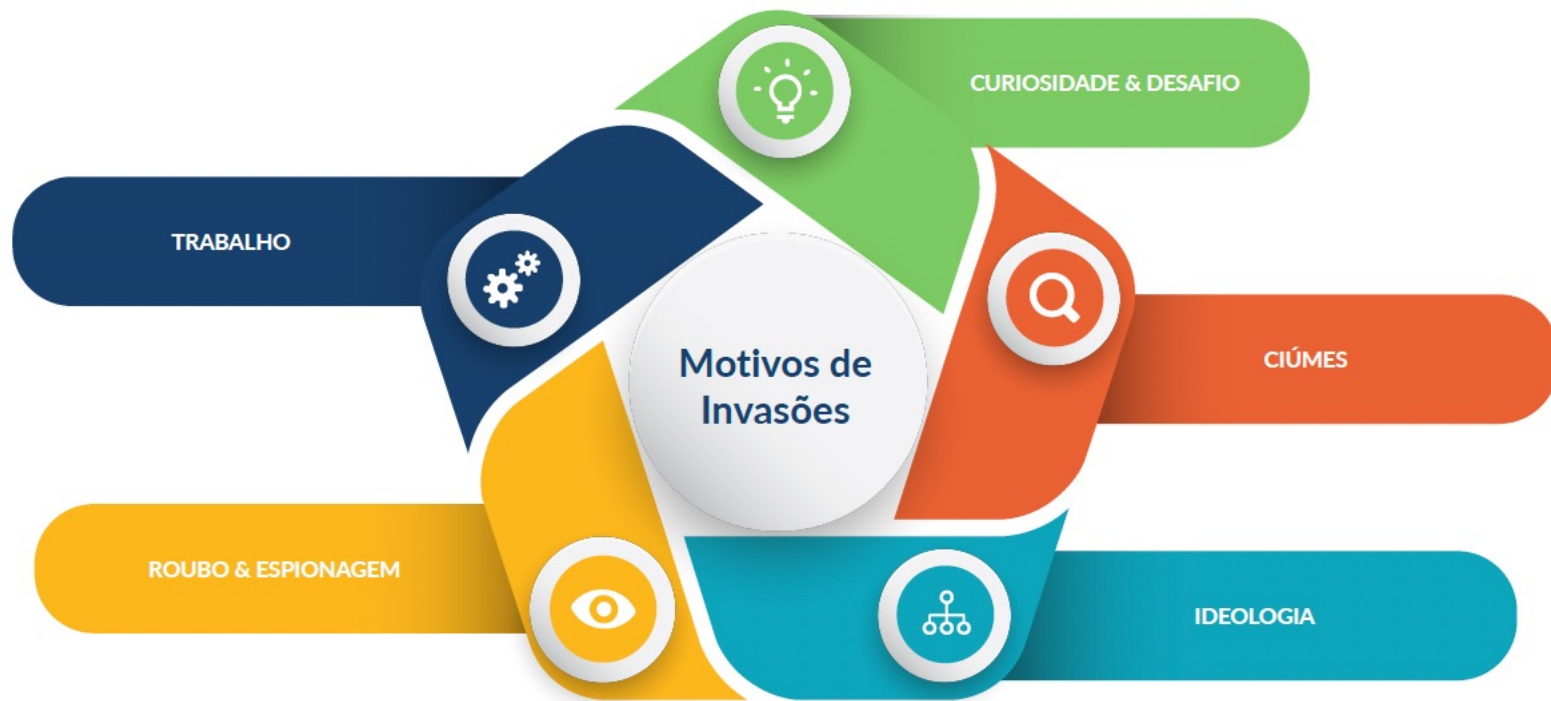 CURIOSIDADE & DESAFIO
TRABALHO
CIÚMES
Motivos de
Invasões
ROUBO & ESPIONAGEM
IDEOLOGIA